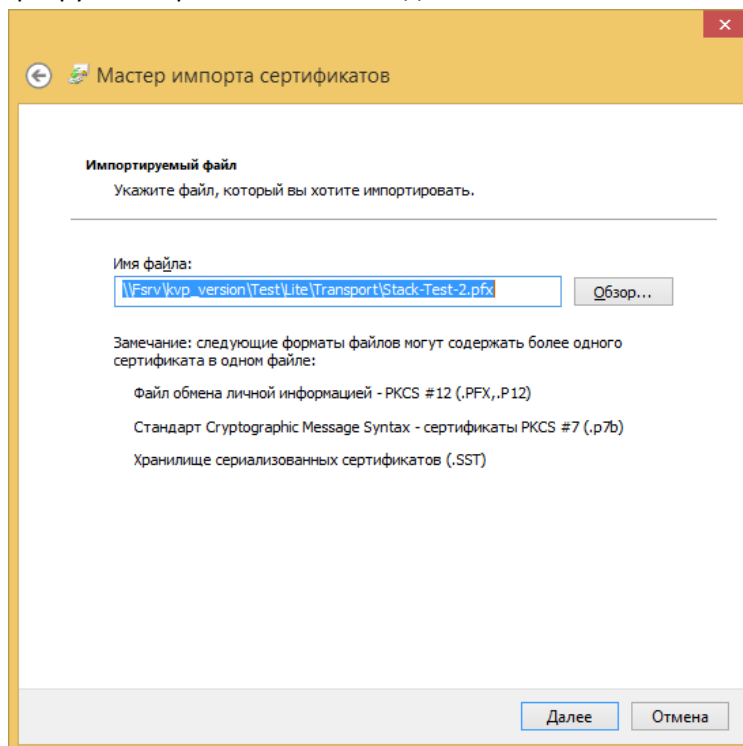 Мастер импорта сертификатов
Импортируемый файл
Укажите файл, который вы хотите импортировать.
Имя файла:
\\Fsrv\kvp_version\Test\Lite\Transport\Stack-Test-2.pfx
Обзор...
Замечание: следующие форматы файлов могут содержать более одного
сертификата в одном файле:
Файл обмена личной информацией - PKCS #12 (.PFX,.P12)
Стандарт Cryptographic Message Syntax - сертификаты PKCS #7 (.p7b)
Хранилище сериализованных сертификатов (.SST)
Далее
Отмена